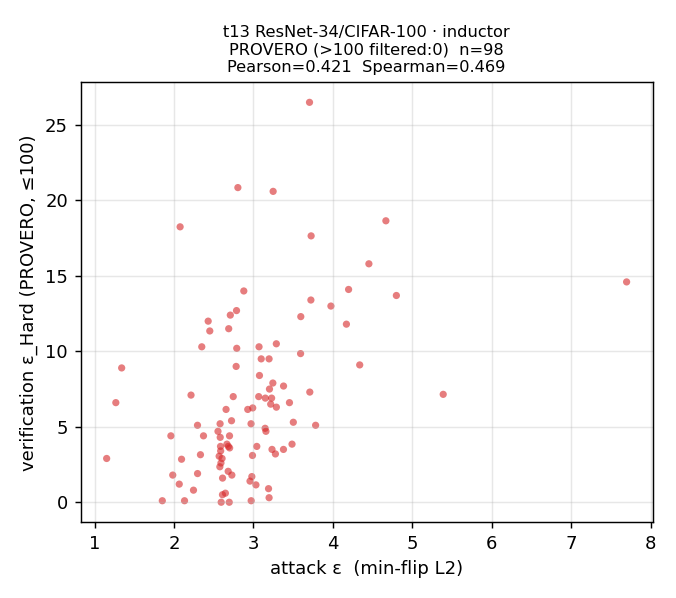 t13 ResNet-34/CIFAR-100 · inductor
PROVERO (>100 filtered:0)  n=98
Pearson=0.421  Spearman=0.469
verification ε_Hard (PROVERO, ≤100)
25
20
15
10
5
0
1 2 3 4 5 6 7 8
attack ε  (min-flip L2)